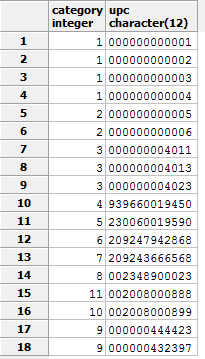 category upc
integer character(12)
1 1 000000000001
2 1 000000000002
3 1 000000000003
4 1 000000000004
5 2 000000000005
6 2 000000000006
7 3 000000004011
8 3 000000004013
9 3 000000004023
10 4 939660019450
11 5 230060019590
12 6 209247942868
13 7 209243666568
14 8 002348900023
15 11 002008000888
16 10 002008000899
17 9 000000444423
18 9 000000432397